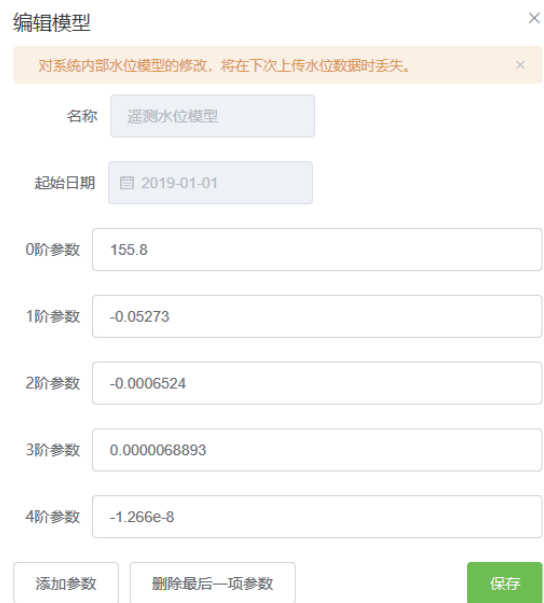 编辑模型
对系统内部水位模型的修改，将在下次上传水位数据时丢失。
名称 遥测水位模型
起始日期 2019-01-01
0阶参数 155.8
1阶参数 -0.05273
2阶参数 -0.0006524
3阶参数 0.0000068893
4阶参数 -1.266e-8
添加参数 删除最后一项参数 保存